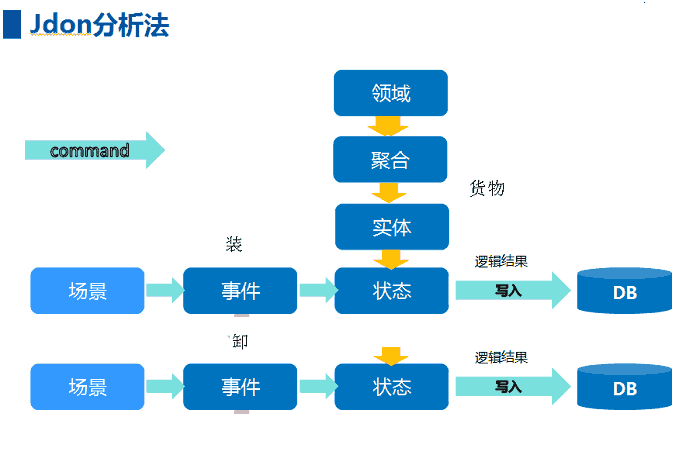 Jdon分析法
领域
command
聚合
货物
实体
装
逻辑结果
场景
事件
状态
写入
DB
卸
逻辑结果
场景
事件
状态
写入
DB